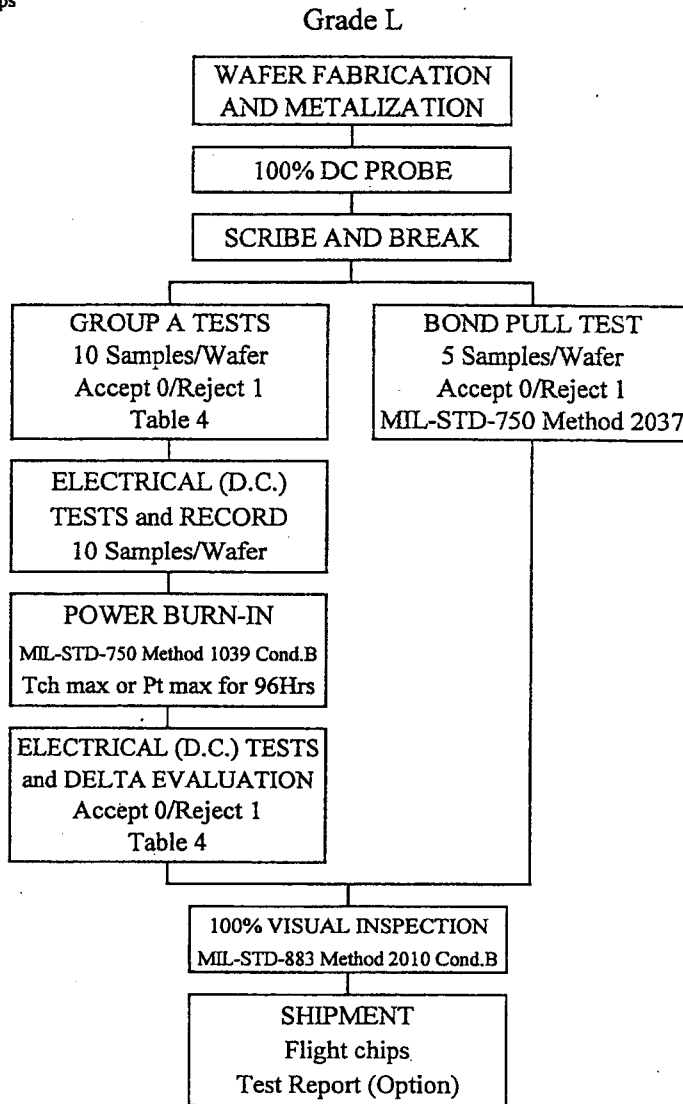 ps
Grade L
WAFER FABRICATION
AND METALIZATION
100% DC PROBE
SCRIBE AND BREAK
GROUP A TESTS
10 Samples/Wafer
Accept 0/Reject 1
Table 4
BOND PULL TEST
5 Samples/Wafer
Accept 0/Reject 1
MIL-STD-750 Method 2037
ELECTRICAL (D.C.)
TESTS and RECORD
10 Samples/Wafer
POWER BURN-IN
MIL-STD-750 Method 1039 Cond.B
Tch max or Pt max for 96Hrs
ELECTRICAL (D.C.) TESTS
and DELTA EVALUATION
Accept 0/Reject 1
Table 4
100% VISUAL INSPECTION
MIL-STD-883 Method 2010 Cond.B
SHIPMENT
Flight chips
Test Report (Option)